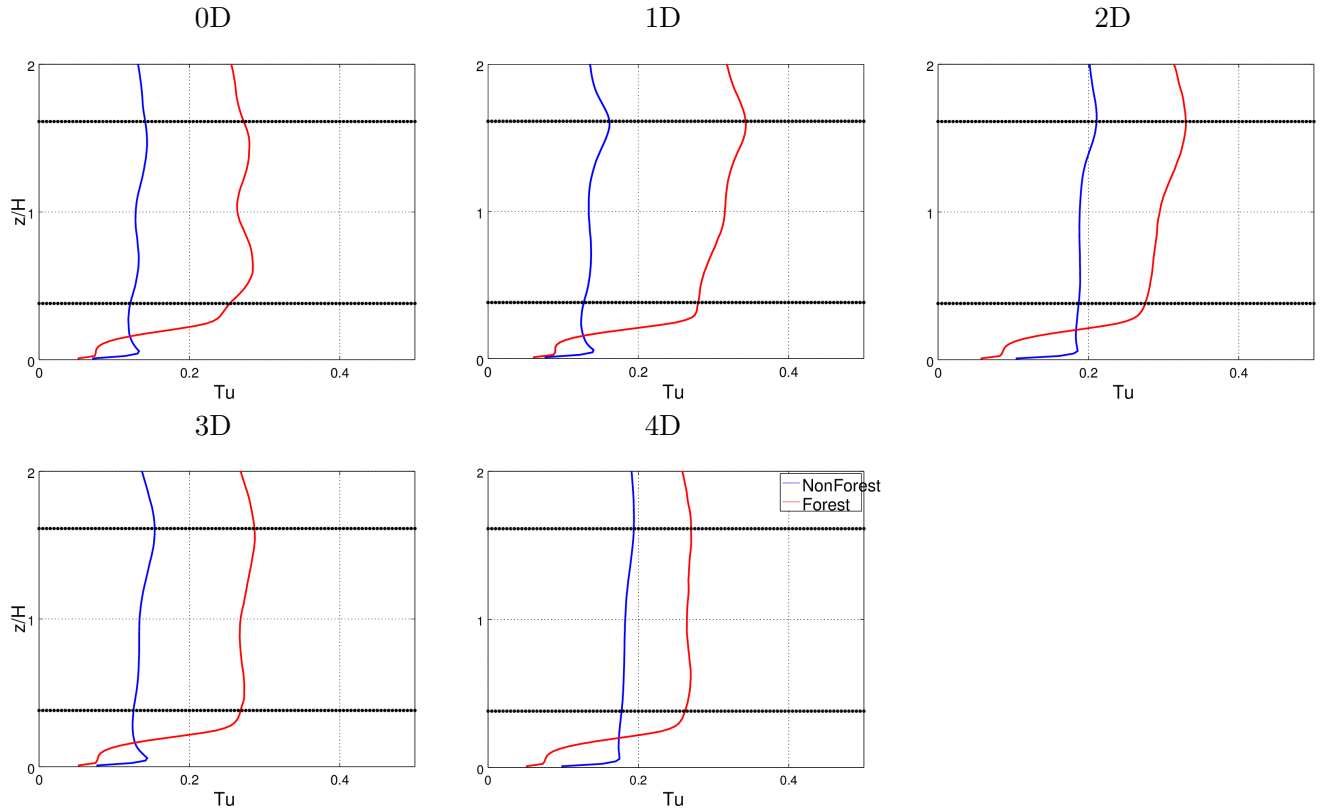 0D 1D 2D
2 2 2
z/H 1 1 1
0 0 0
0 0.2 0.4 0 0.2 0.4 0 0.2 0.4
Tu Tu Tu
3D 4D
2 2
NonForest
Forest
z/H 1 1
0 0
0 0.2 0.4 0 0.2 0.4
Tu Tu